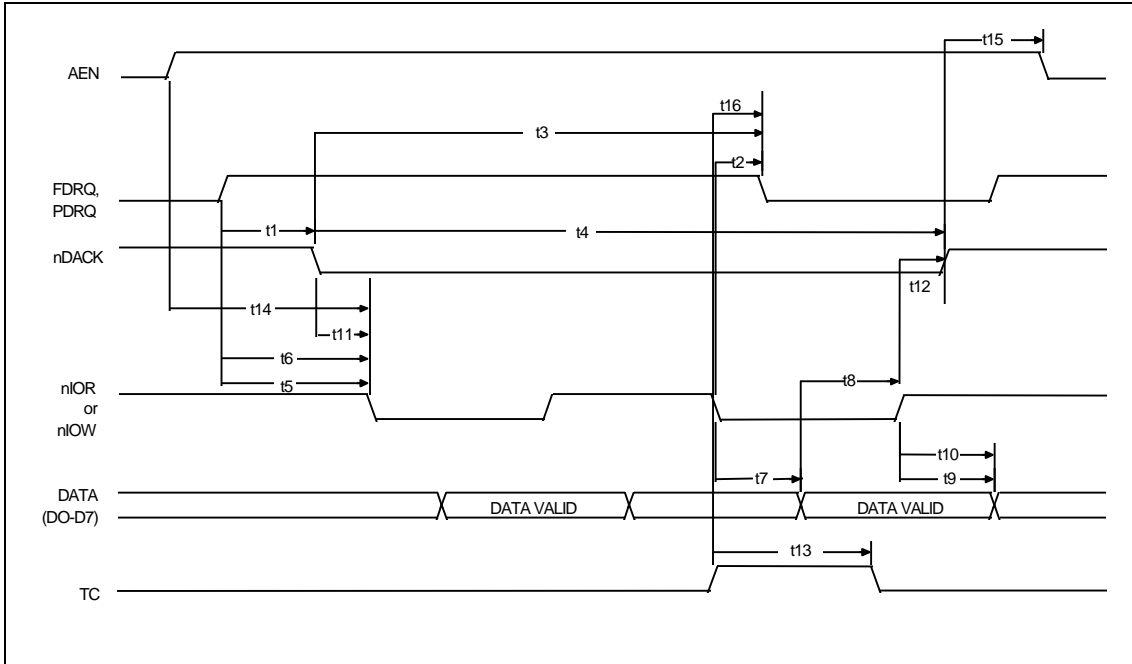 t15
AEN
t16
t3
t2
FDRQ,
PDRQ
t1
t4
nDACK
t12
t14
t11
t6
t8
t5
nIOR
or
nIOW
t10
t7
t9
DATA
(DO-D7)
DATA VALID
DATA VALID
t13
TC